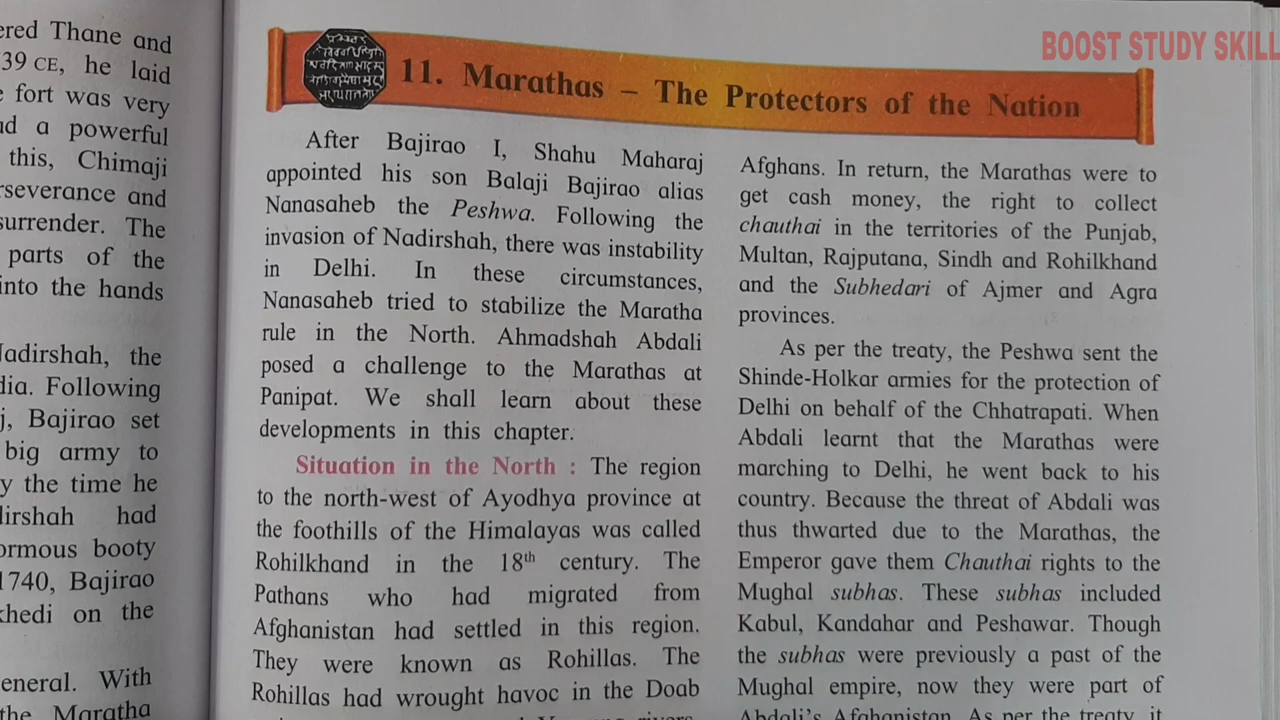 BOOST STUDY SKILL
ered Thane and
39 CE, he laid
fort was very
a powerful
this, Chimaji
rseverance and
surrender. The
parts of the
into the hands
Nadirshah, the
dia. Following
j, Bajirao set
big army to
y the time he
dirshah had
ormous booty
1740, Bajirao
khedi on the
eneral. With
the Maratha
11. Marathas – The Protectors of the Nation
After Bajirao I, Shahu Maharaj
appointed his son Balaji Bajirao alias
Nanasaheb the Peshwa. Following the
invasion of Nadirshah, there was instability
in Delhi. In these circumstances,
Nanasaheb tried to stabilize the Maratha
rule in the North. Ahmadshah Abdali
posed a challenge to the Marathas at
Panipat. We shall learn about these
developments in this chapter.
Situation in the North : The region
to the north-west of Ayodhya province at
the foothills of the Himalayas was called
Rohilkhand in the 18th century. The
Pathans who had migrated from
Afghanistan had settled in this region.
They were known as Rohillas. The
Rohillas had wrought havoc in the Doab
Afghans. In return, the Marathas were to
get cash money, the right to collect
chauthai in the territories of the Punjab,
Multan, Rajputana, Sindh and Rohilkhand
and the Subhedari of Ajmer and Agra
provinces.
As per the treaty, the Peshwa sent the
Shinde-Holkar armies for the protection of
Delhi on behalf of the Chhatrapati. When
Abdali learnt that the Marathas were
marching to Delhi, he went back to his
country. Because the threat of Abdali was
thus thwarted due to the Marathas, the
Emperor gave them Chauthai rights to the
Mughal subhas. These subhas included
Kabul, Kandahar and Peshawar. Though
the subhas were previously a past of the
Mughal empire, now they were part of
Abdali's Afghanistan. As per the treaty, it